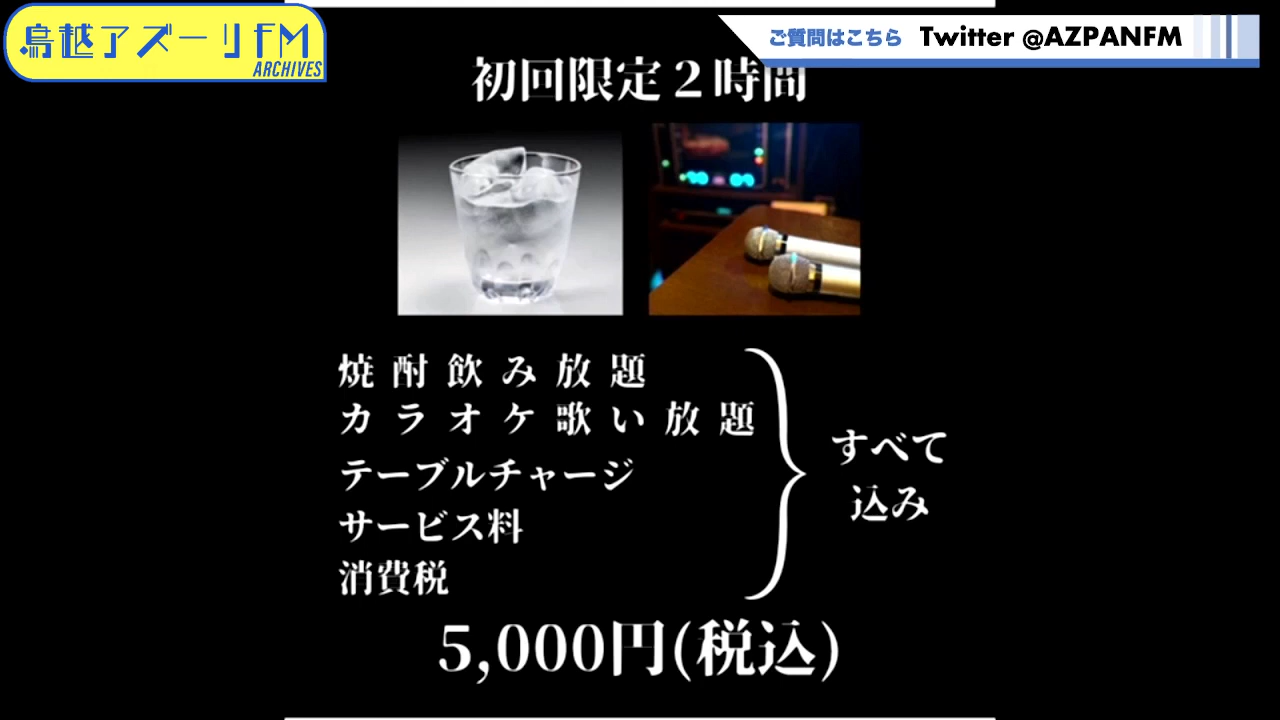 鳥越アズーリFM
ARCHIVES
ご質問はこちら Twitter @AZPANFM
初回限定２時間
焼酎飲み放題
カラオケ歌い放題
テーブルチャージ
サービス料
消費税
すべて
込み
5,000円(税込)